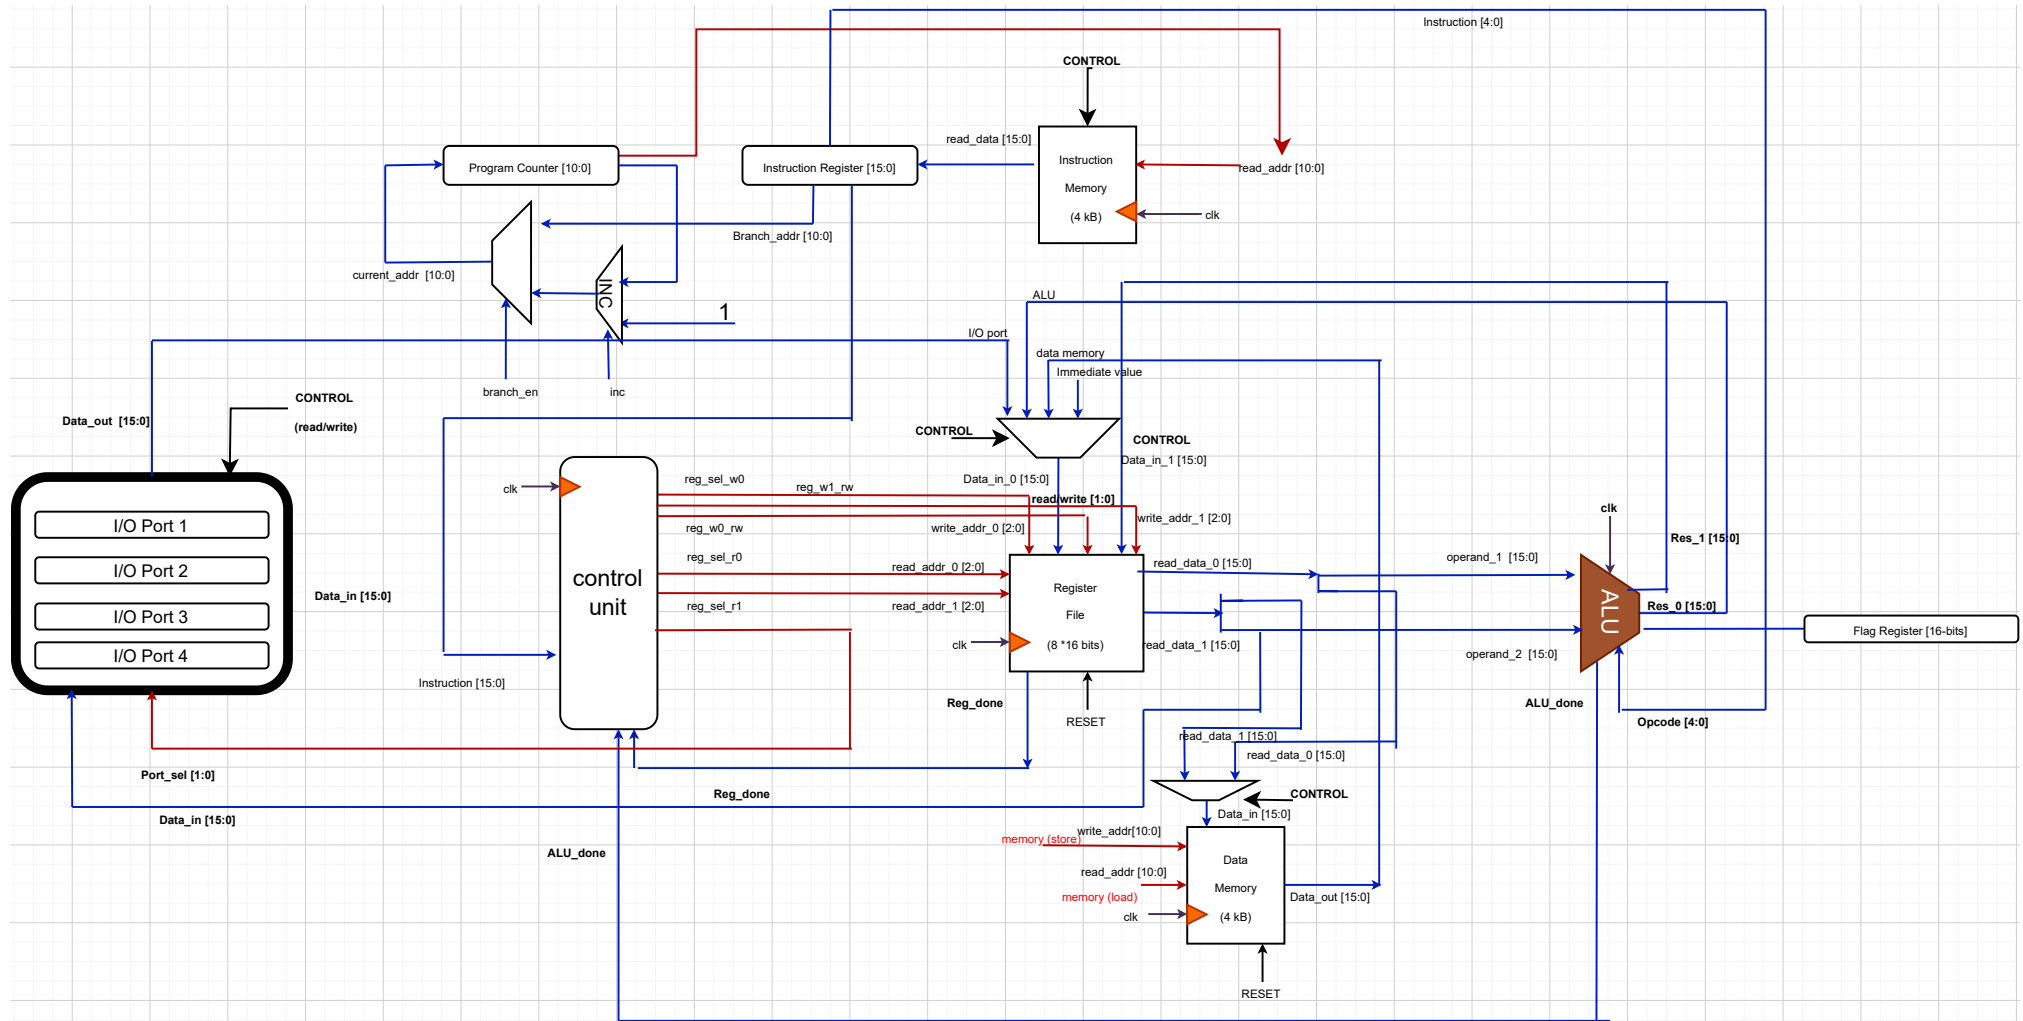 Instruction [4:0]
CONTROL
read_data [15:0]
Program Counter [10:0]
Instruction Register [15:0]
Instruction
Memory
(4 kB)
read_addr [10:0]
clk
Branch_addr [10:0]
current_addr  [10:0]
INC
1
ALU
I/O port
data memory
Immediate value
branch_en
inc
CONTROL
(read/write)
Data_out  [15:0]
CONTROL
CONTROL
Data_in_1 [15:0]
Data_in_0 [15:0]
clk
reg_sel_w0
reg_w1_rw
read/write [1:0]
write_addr_0 [2:0]
write_addr_1 [2:0]
reg_w0_rw
reg_sel_r0
read_addr_0 [2:0]
reg_sel_r1
read_addr_1 [2:0]
control
unit
I/O Port 1
I/O Port 2
I/O Port 3
I/O Port 4
Data_in [15:0]
Register
File
(8 *16 bits)
clk
read_data_0 [15:0]
read_data_1 [15:0]
operand_1  [15:0]
operand_2  [15:0]
clk
ALU
Res_1 [15:0]
Res_0 [15:0]
Flag Register [16-bits]
Instruction [15:0]
Reg_done
RESET
ALU_done
Opcode [4:0]
read_data_1 [15:0]
read_data_0 [15:0]
Port_sel [1:0]
Reg_done
CONTROL
Data_in [15:0]
Data_in [15:0]
write_addr[10:0]
memory (store)
ALU_done
read_addr [10:0]
memory (load)
clk
Data
Memory
(4 kB)
Data_out [15:0]
RESET